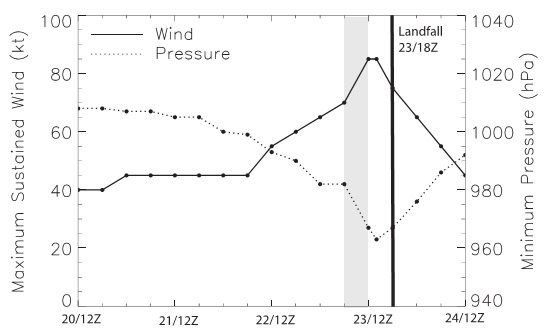 100
80
60
40
20
0
Maximum Sustained Wind (kt)
Wind
Pressure
Landfall
23/18Z
1040
1020
1000
980
960
940
Minimum Pressure (hPa)
20/12Z 21/12Z 22/12Z 23/12Z 24/12Z